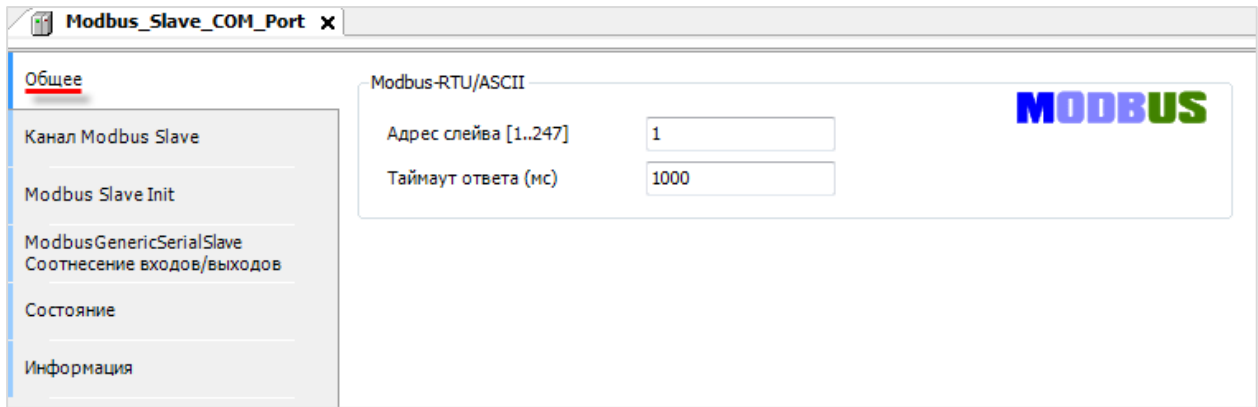 Modbus_Slave_COM_Port x
Общее
Канал Modbus Slave
Modbus Slave Init
ModbusGenericSerialSlave
Соотнесение входов/выходов
Состояние
Информация
Modbus-RTU/ASCII
MODBUS
Адрес слейва [1..247] 1
Таймаут ответа (мс) 1000